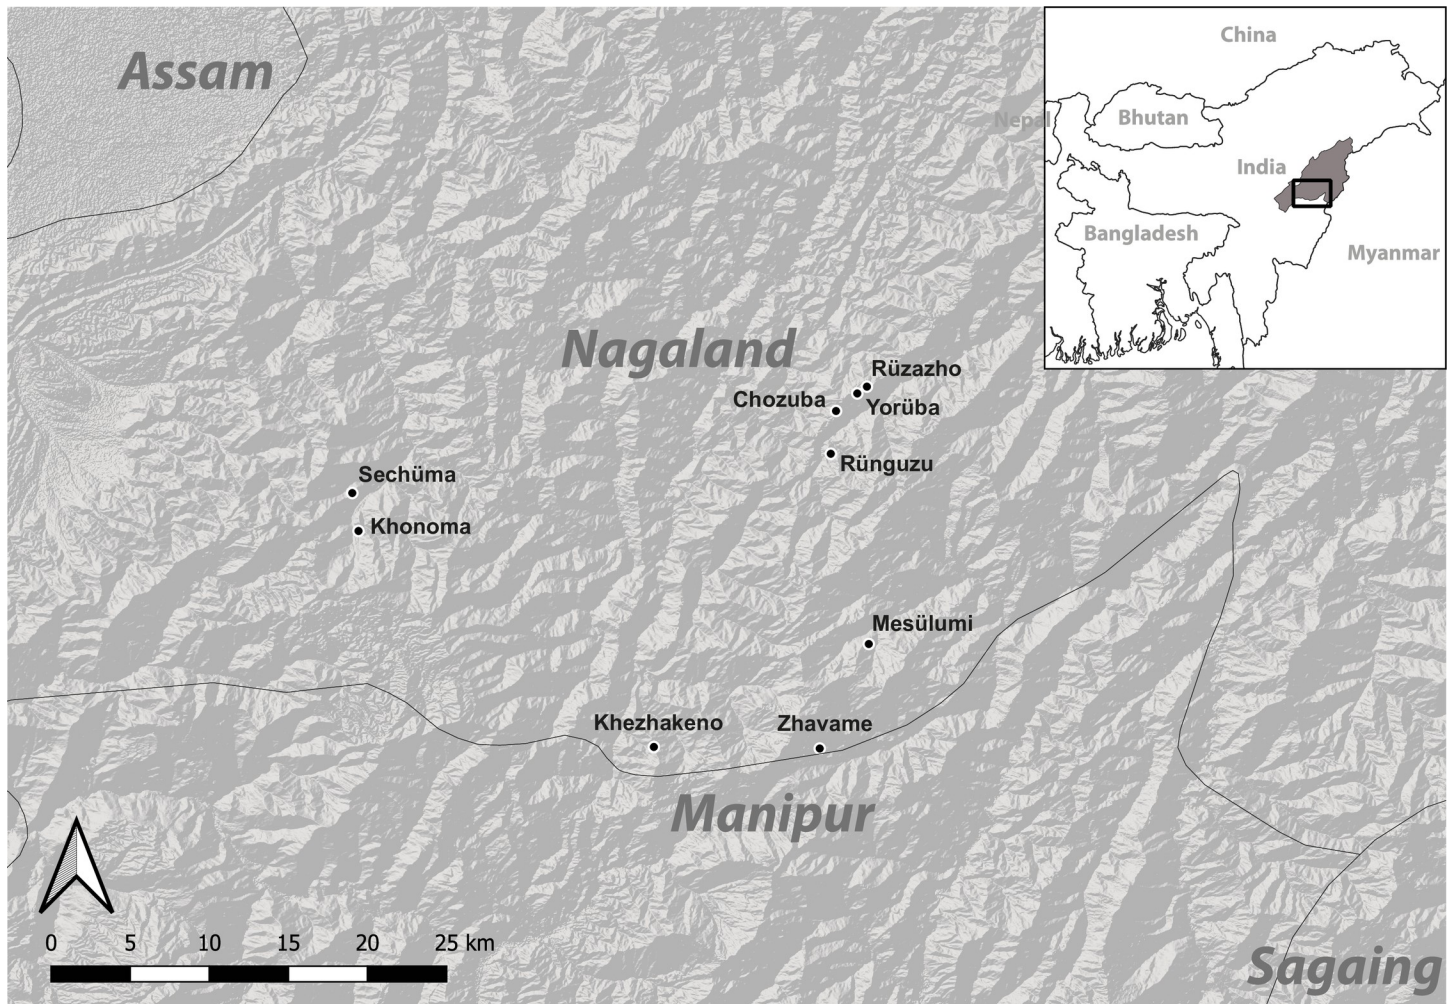 Assam
China
Nepal
Bhutan
India
Bangladesh
Myanmar
Nagaland
Rüzazho
Chozuba
Yorüba
Rünguzu
Sechüma
Khonoma
Mesülumi
Khezhakeno
Zhavame
Manipur
0 5 10 15 20 25 km
Sagaing